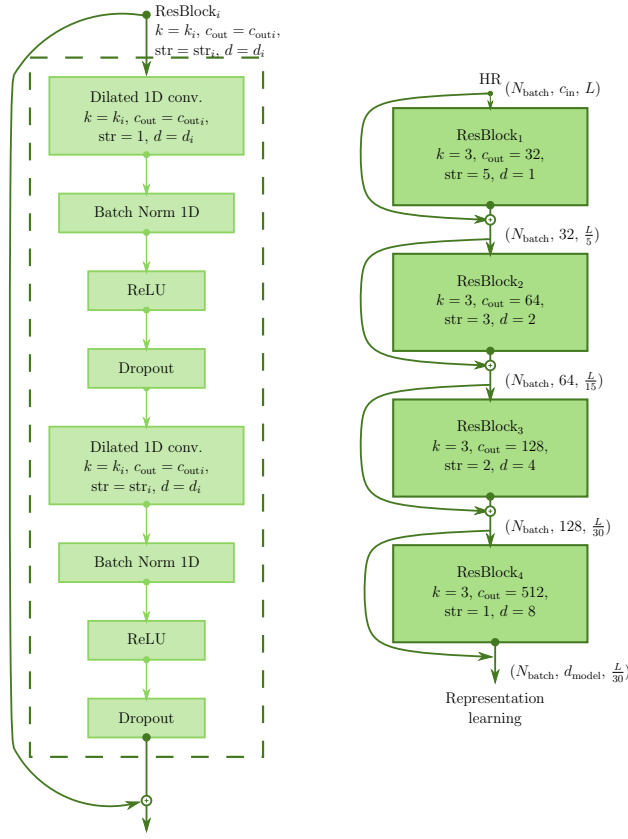 ResBlock_i
k = k_i, c_out = c_outi,
str = str_i, d = d_i
Dilated 1D conv.
k = k_i, c_out = c_outi,
str = 1, d = d_i
Batch Norm 1D
ReLU
Dropout
Dilated 1D conv.
k = k_i, c_out = c_outi,
str = str_i, d = d_i
Batch Norm 1D
ReLU
Dropout
HR
(N_batch, c_in, L)
ResBlock_1
k = 3, c_out = 32,
str = 5, d = 1
(N_batch, 32, L/5)
ResBlock_2
k = 3, c_out = 64,
str = 3, d = 2
(N_batch, 64, L/15)
ResBlock_3
k = 3, c_out = 128,
str = 2, d = 4
(N_batch, 128, L/30)
ResBlock_4
k = 3, c_out = 512,
str = 1, d = 8
(N_batch, d_model, L/30)
Representation
learning